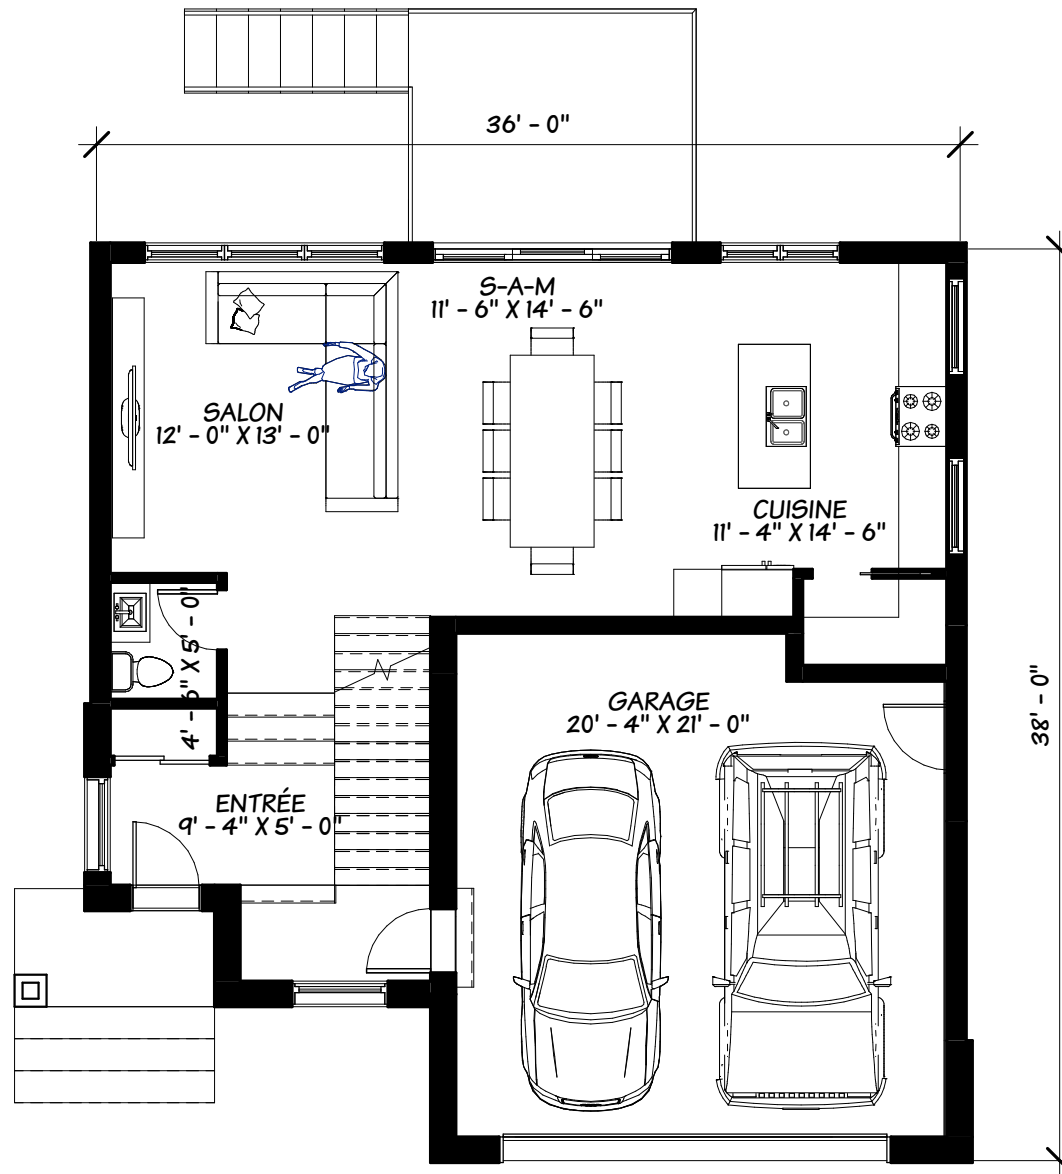 36' - 0"
S-A-M
11' - 6" X 14' - 6"
SALON
12' - 0" X 13' - 0"
CUISINE
11' - 4" X 14' - 6"
4' - 6" X 5' - 0"
GARAGE
20' - 4" X 21' - 0"
38' - 0"
ENTRÉE
9' - 4" X 5' - 0"